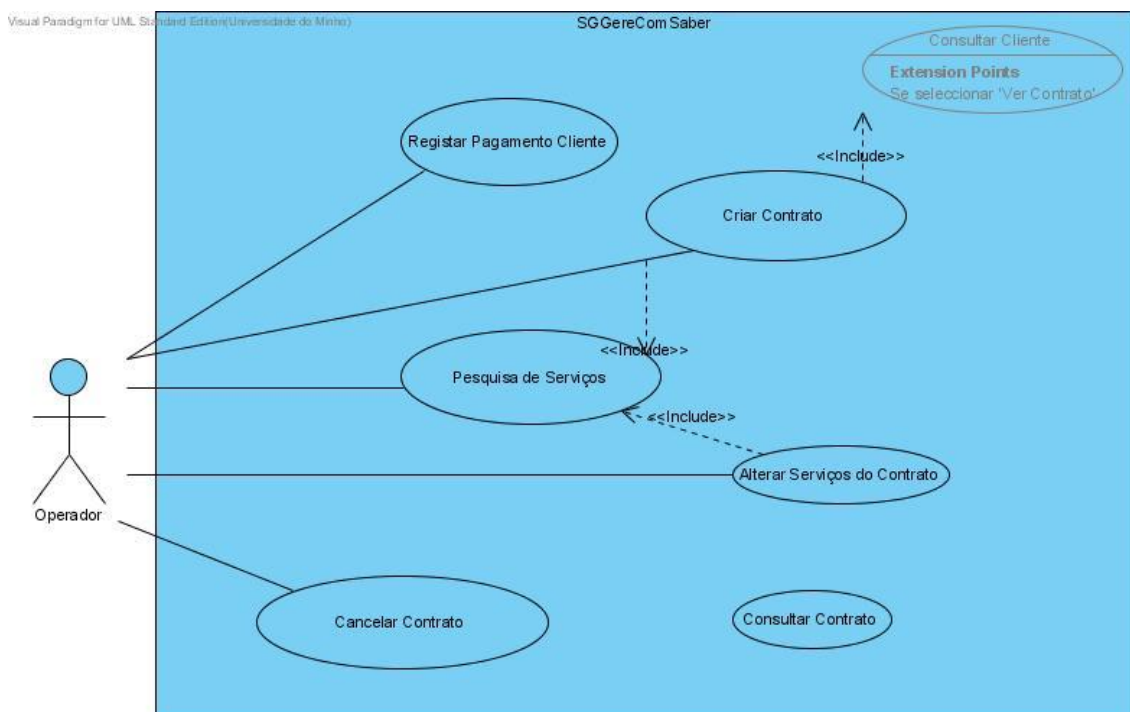 Visual Paradigm for UML Standard Edition(Universidade do Minho)
SGGereComSaber
Consultar Cliente
Extension Points
Se seleccionar 'Ver Contrato'
Registar Pagamento Cliente
<<Include>>
Criar Contrato
<<Include>>
Pesquisa de Serviços
<<Include>>
Alterar Serviços do Contrato
Operador
Cancelar Contrato
Consultar Contrato